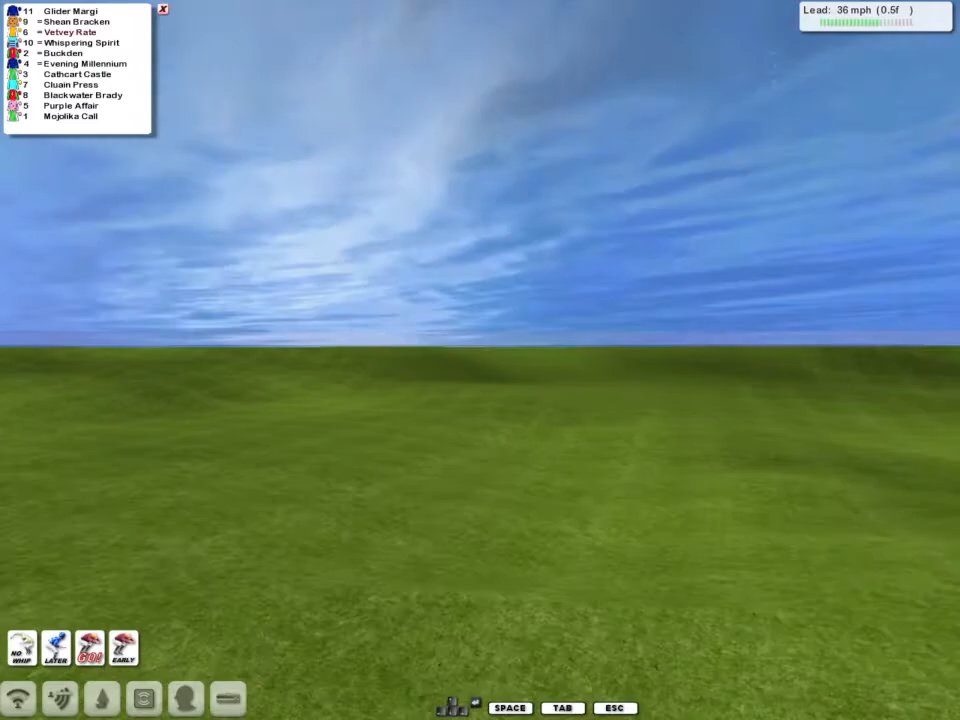 11 Glider Margi
9 = Shean Bracken
6 = Vetvey Rate
10 = Whispering Spirit
2 = Buckden
4 = Evening Millennium
3 Cathcart Castle
7 Cluain Press
8 Blackwater Brady
5 Purple Affair
1 Mojolika Call
X
Lead: 36 mph (0.5f )
NO WHIP
LATER
GO!
EARLY
SPACE
TAB
ESC